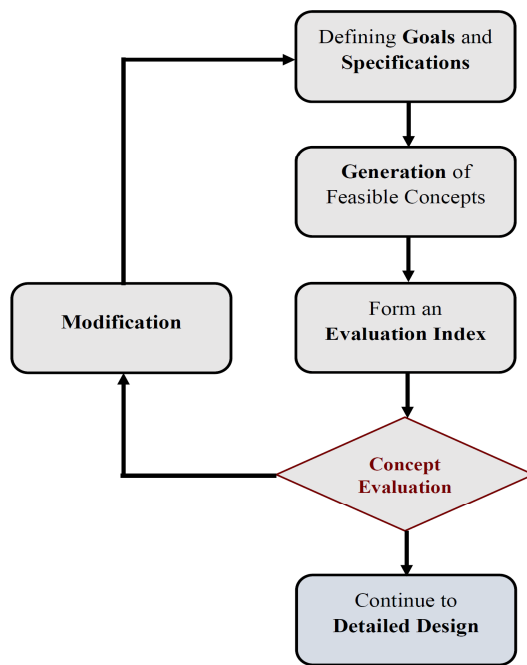 Defining Goals and
Specifications
Generation of
Feasible Concepts
Modification
Form an
Evaluation Index
Concept
Evaluation
Continue to
Detailed Design